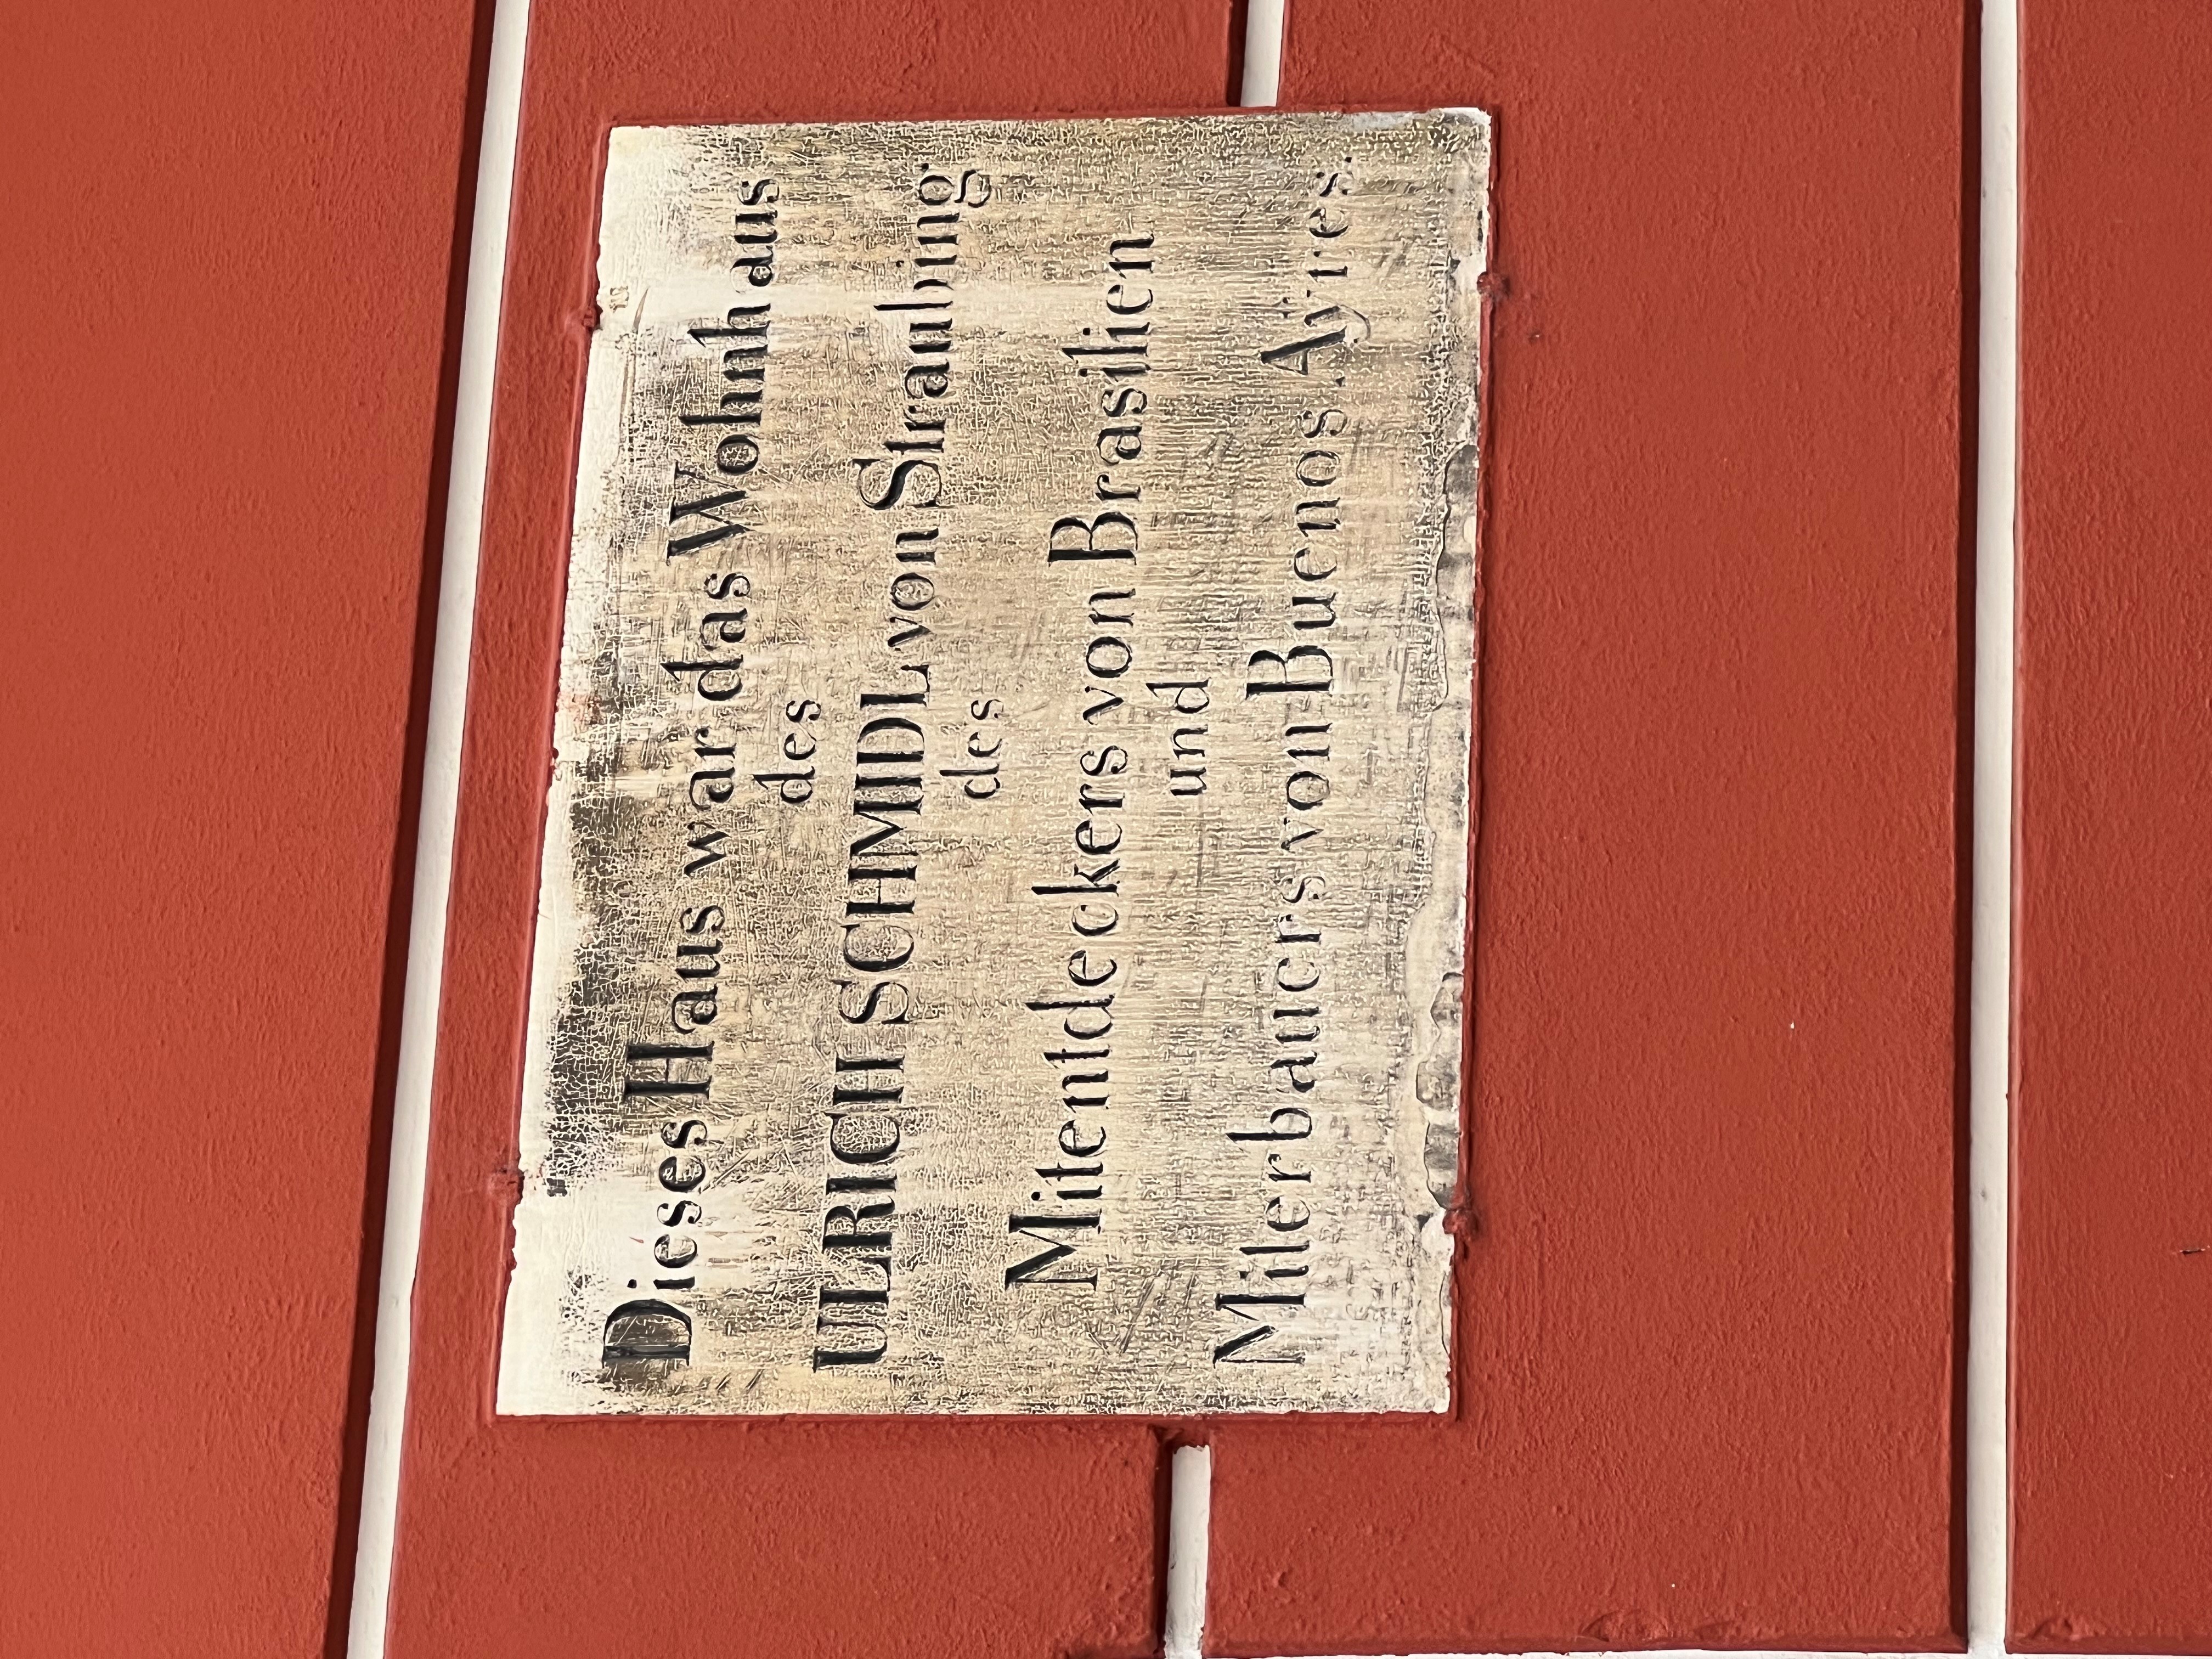 Dieses Haus war das Wohnhaus
des
ULRICH SCHMIDL von Straubing
des
Mitentdeckers von Brasilien
und
Miterbauers von Buenos Ayres.